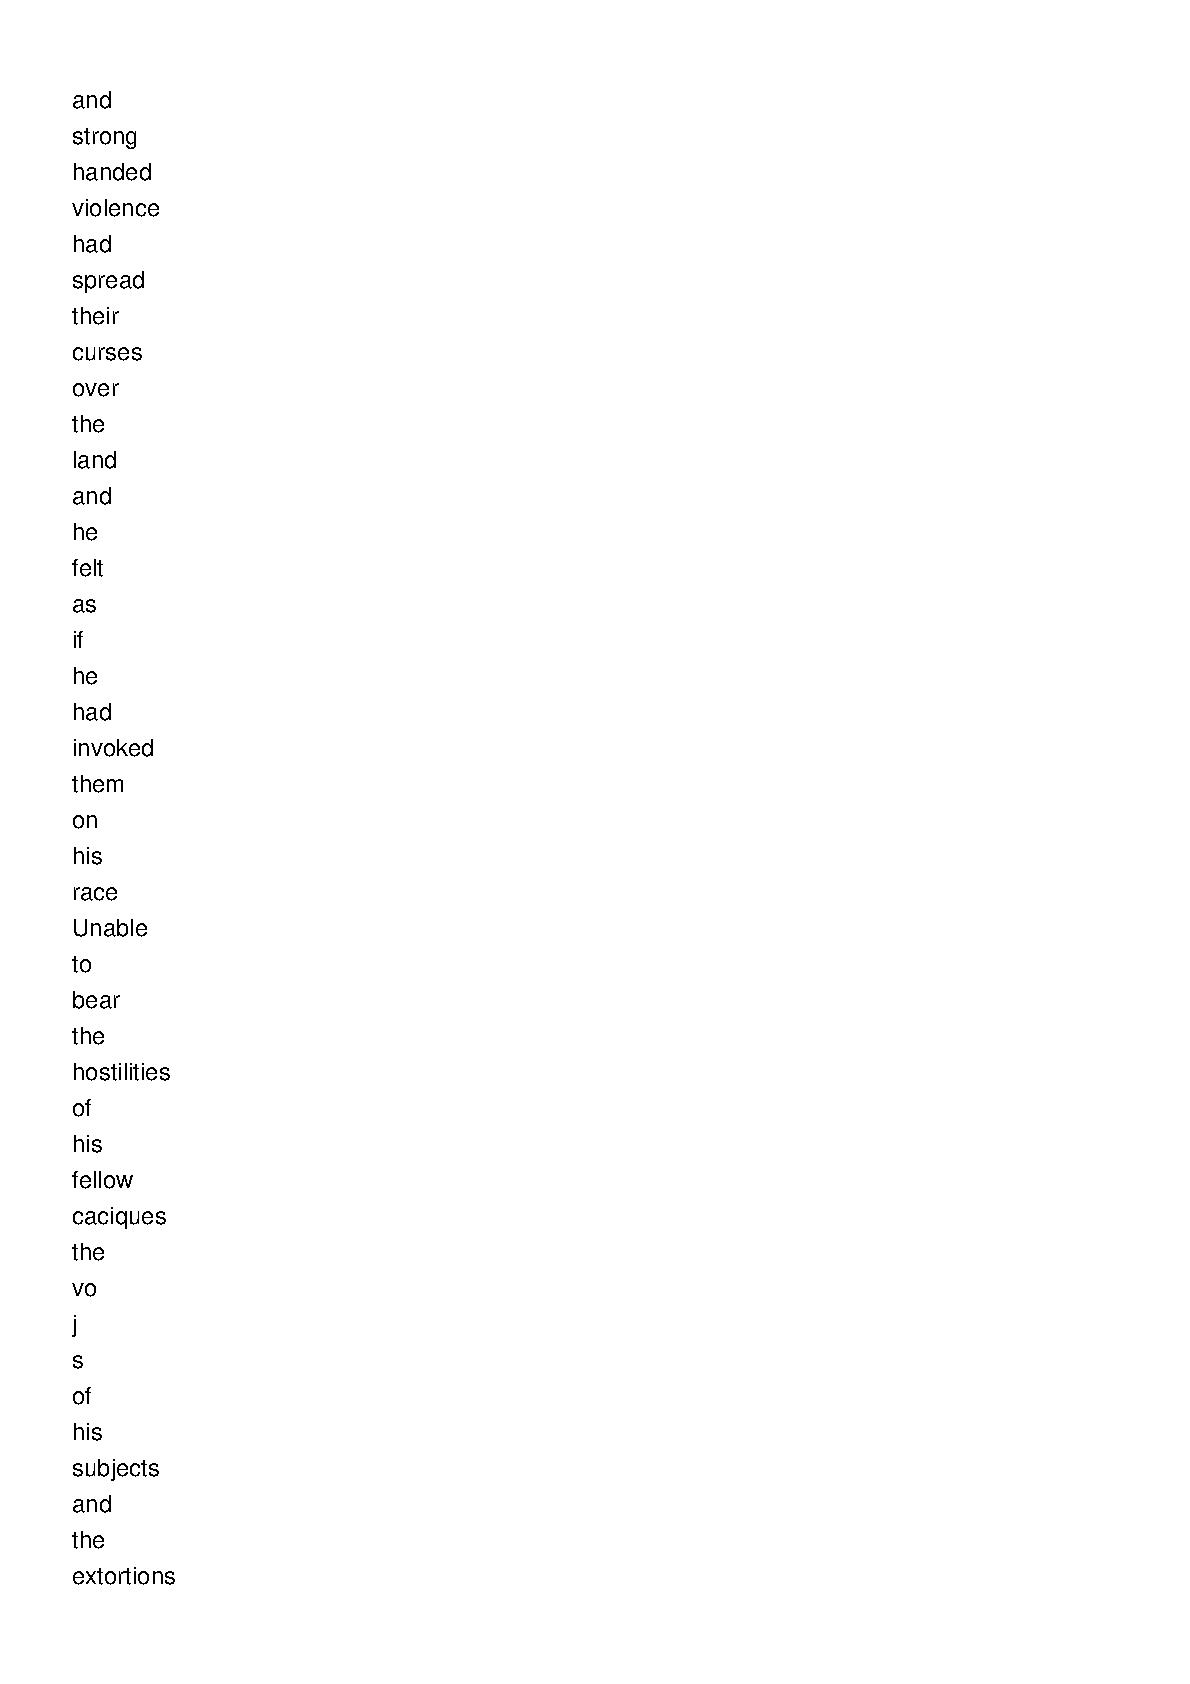 and
strong
handed
violence
had
spread
their
curses
over
the
land
and
he
felt
as
if
he
had
invoked
them
on
his
race
Unable
to
bear
the
hostilities
of
his
fellow
caciques
the
vo
j
s
of
his
subjects
and
the
extortions